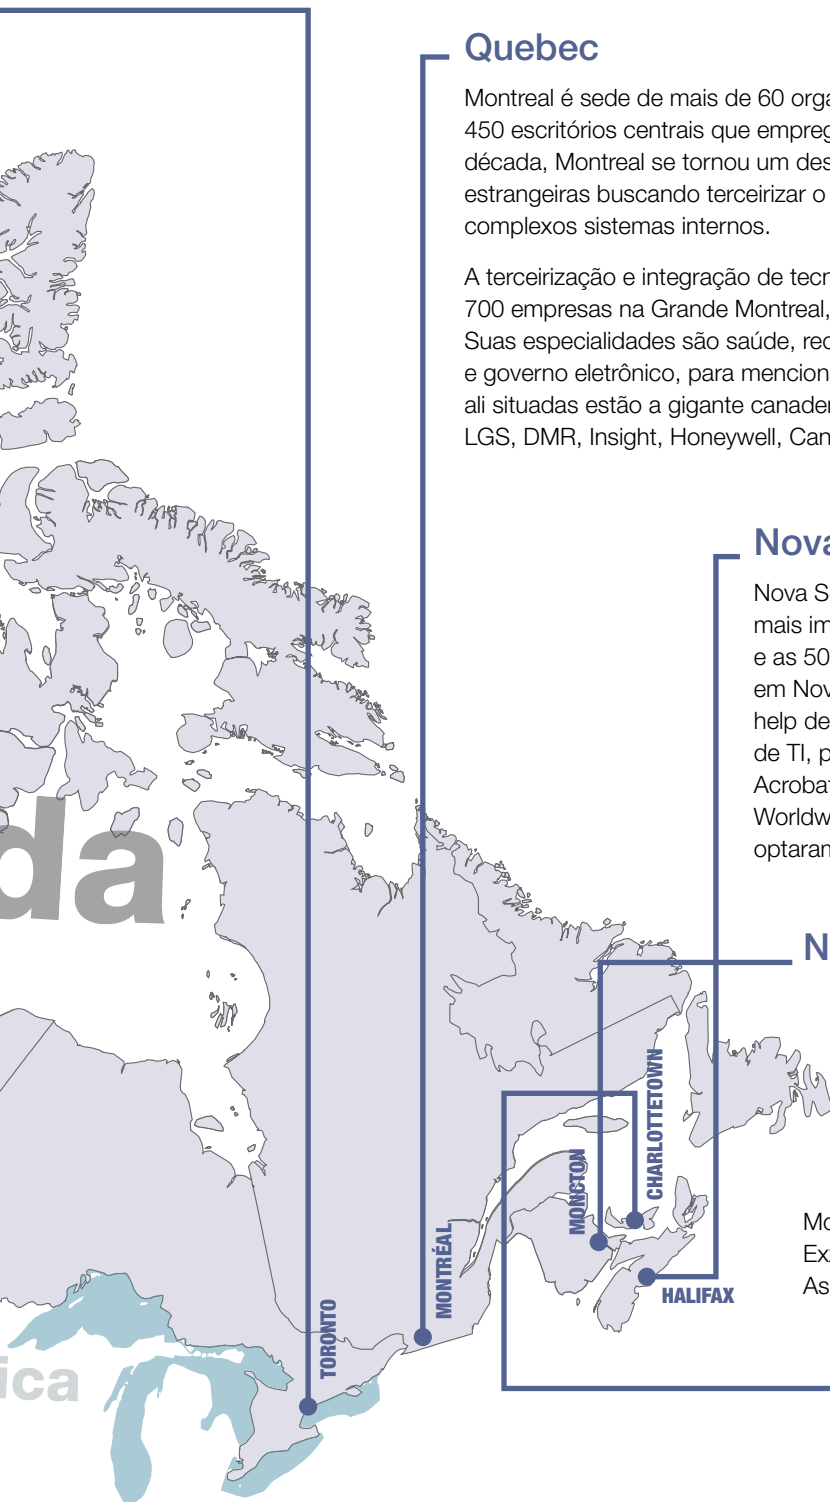 Quebec
Montreal é sede de mais de 60 orga
450 escritórios centrais que empreg
década, Montreal se tornou um des
estrangeiras buscando terceirizar o
complexos sistemas internos.
A terceirização e integração de tecn
700 empresas na Grande Montreal,
Suas especialidades são saúde, rec
e governo eletrônico, para mencion
ali situadas estão a gigante canaden
LGS, DMR, Insight, Honeywell, Can
Nova
Nova S
mais im
e as 50
em Nov
help de
de TI, p
Acrobat
Worldw
optaram
da
N
CHARLOTTETOWN
MONCTON
Mo
Ex
As
MONTRÉAL
HALIFAX
TORONTO
ica